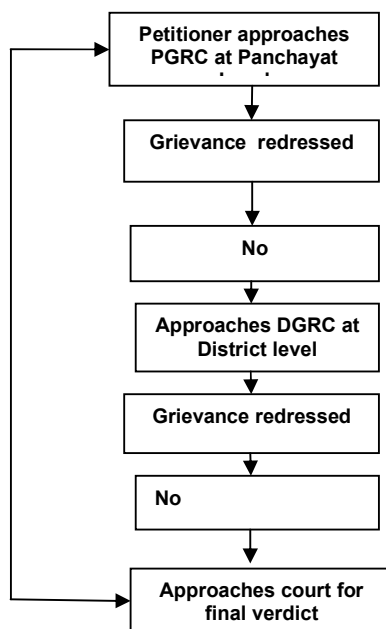 Petitioner approaches
PGRC at Panchayat
Grievance redressed
No
Approaches DGRC at
District level
Grievance redressed
No
Approaches court for
final verdict